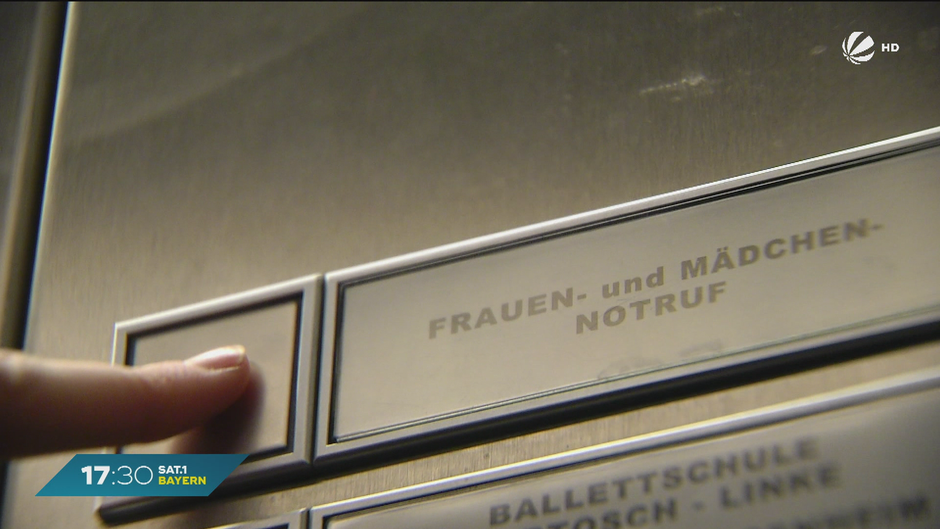 HD
FRAUEN- und MÄDCHEN-
NOTRUF
17:30 SAT.1
BAYERN
BALLETTSCHULE
LINKE